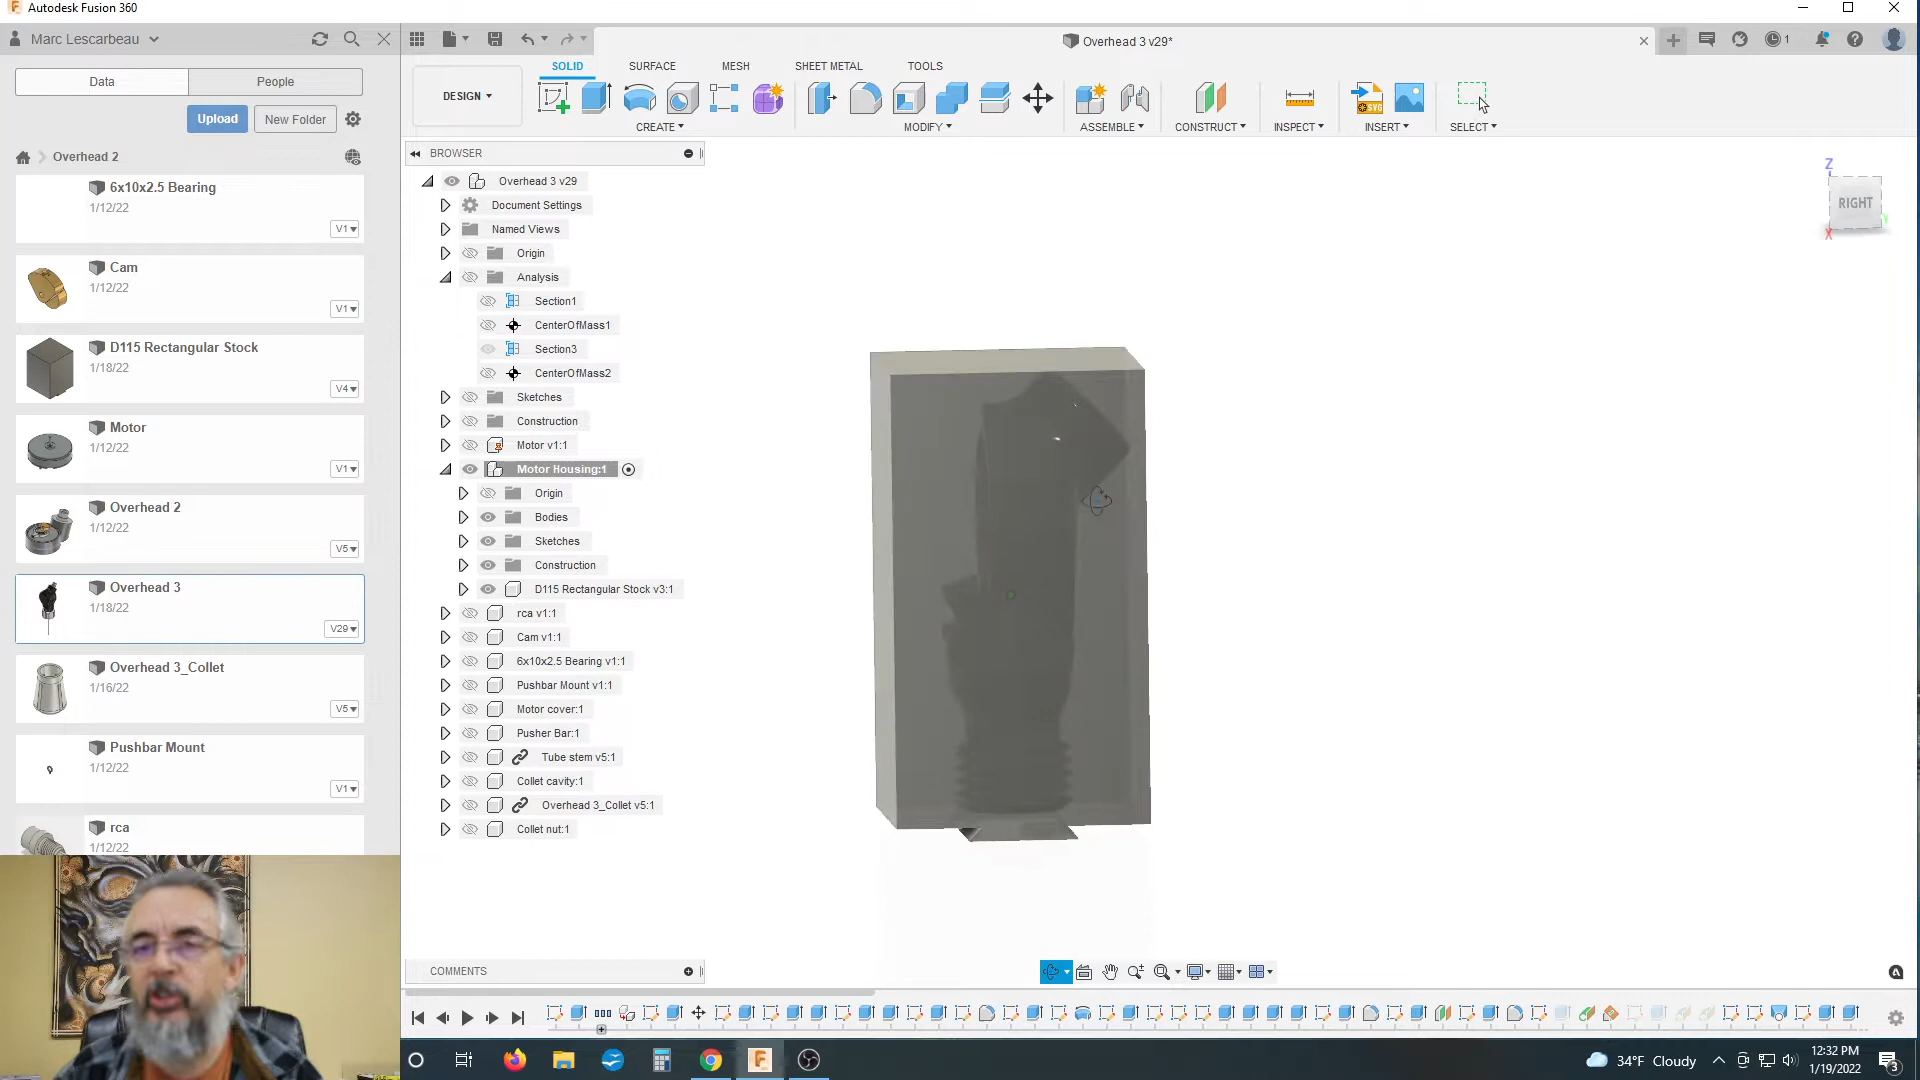 Autodesk Fusion 360
Marc Lescarbeau
Data
People
Upload
New Folder
Overhead 2
6x10x2.5 Bearing
1/12/22
V1
Cam
1/12/22
V1
D115 Rectangular Stock
1/18/22
V4
Motor
1/12/22
V1
Overhead 2
1/12/22
V5
Overhead 3
1/18/22
V29
Overhead 3_Collet
1/16/22
V5
Pushbar Mount
1/12/22
V1
rca
1/12/22
Overhead 3 v29*
1
DESIGN
SOLID
SURFACE
MESH
SHEET METAL
TOOLS
CREATE
MODIFY
ASSEMBLE
CONSTRUCT
INSPECT
INSERT
SELECT
SVG
BROWSER
Overhead 3 v29
Document Settings
Named Views
Origin
Analysis
Section1
CenterOfMass1
Section3
CenterOfMass2
Sketches
Construction
Motor v1:1
Motor Housing:1
Origin
Bodies
Sketches
Construction
D115 Rectangular Stock v3:1
rca v1:1
Cam v1:1
6x10x2.5 Bearing v1:1
Pushbar Mount v1:1
Motor cover:1
Pusher Bar:1
Tube stem v5:1
Collet cavity:1
Overhead 3_Collet v5:1
Collet nut:1
Z
RIGHT
Y
X
COMMENTS
34°F Cloudy
12:32 PM
1/19/2022
3